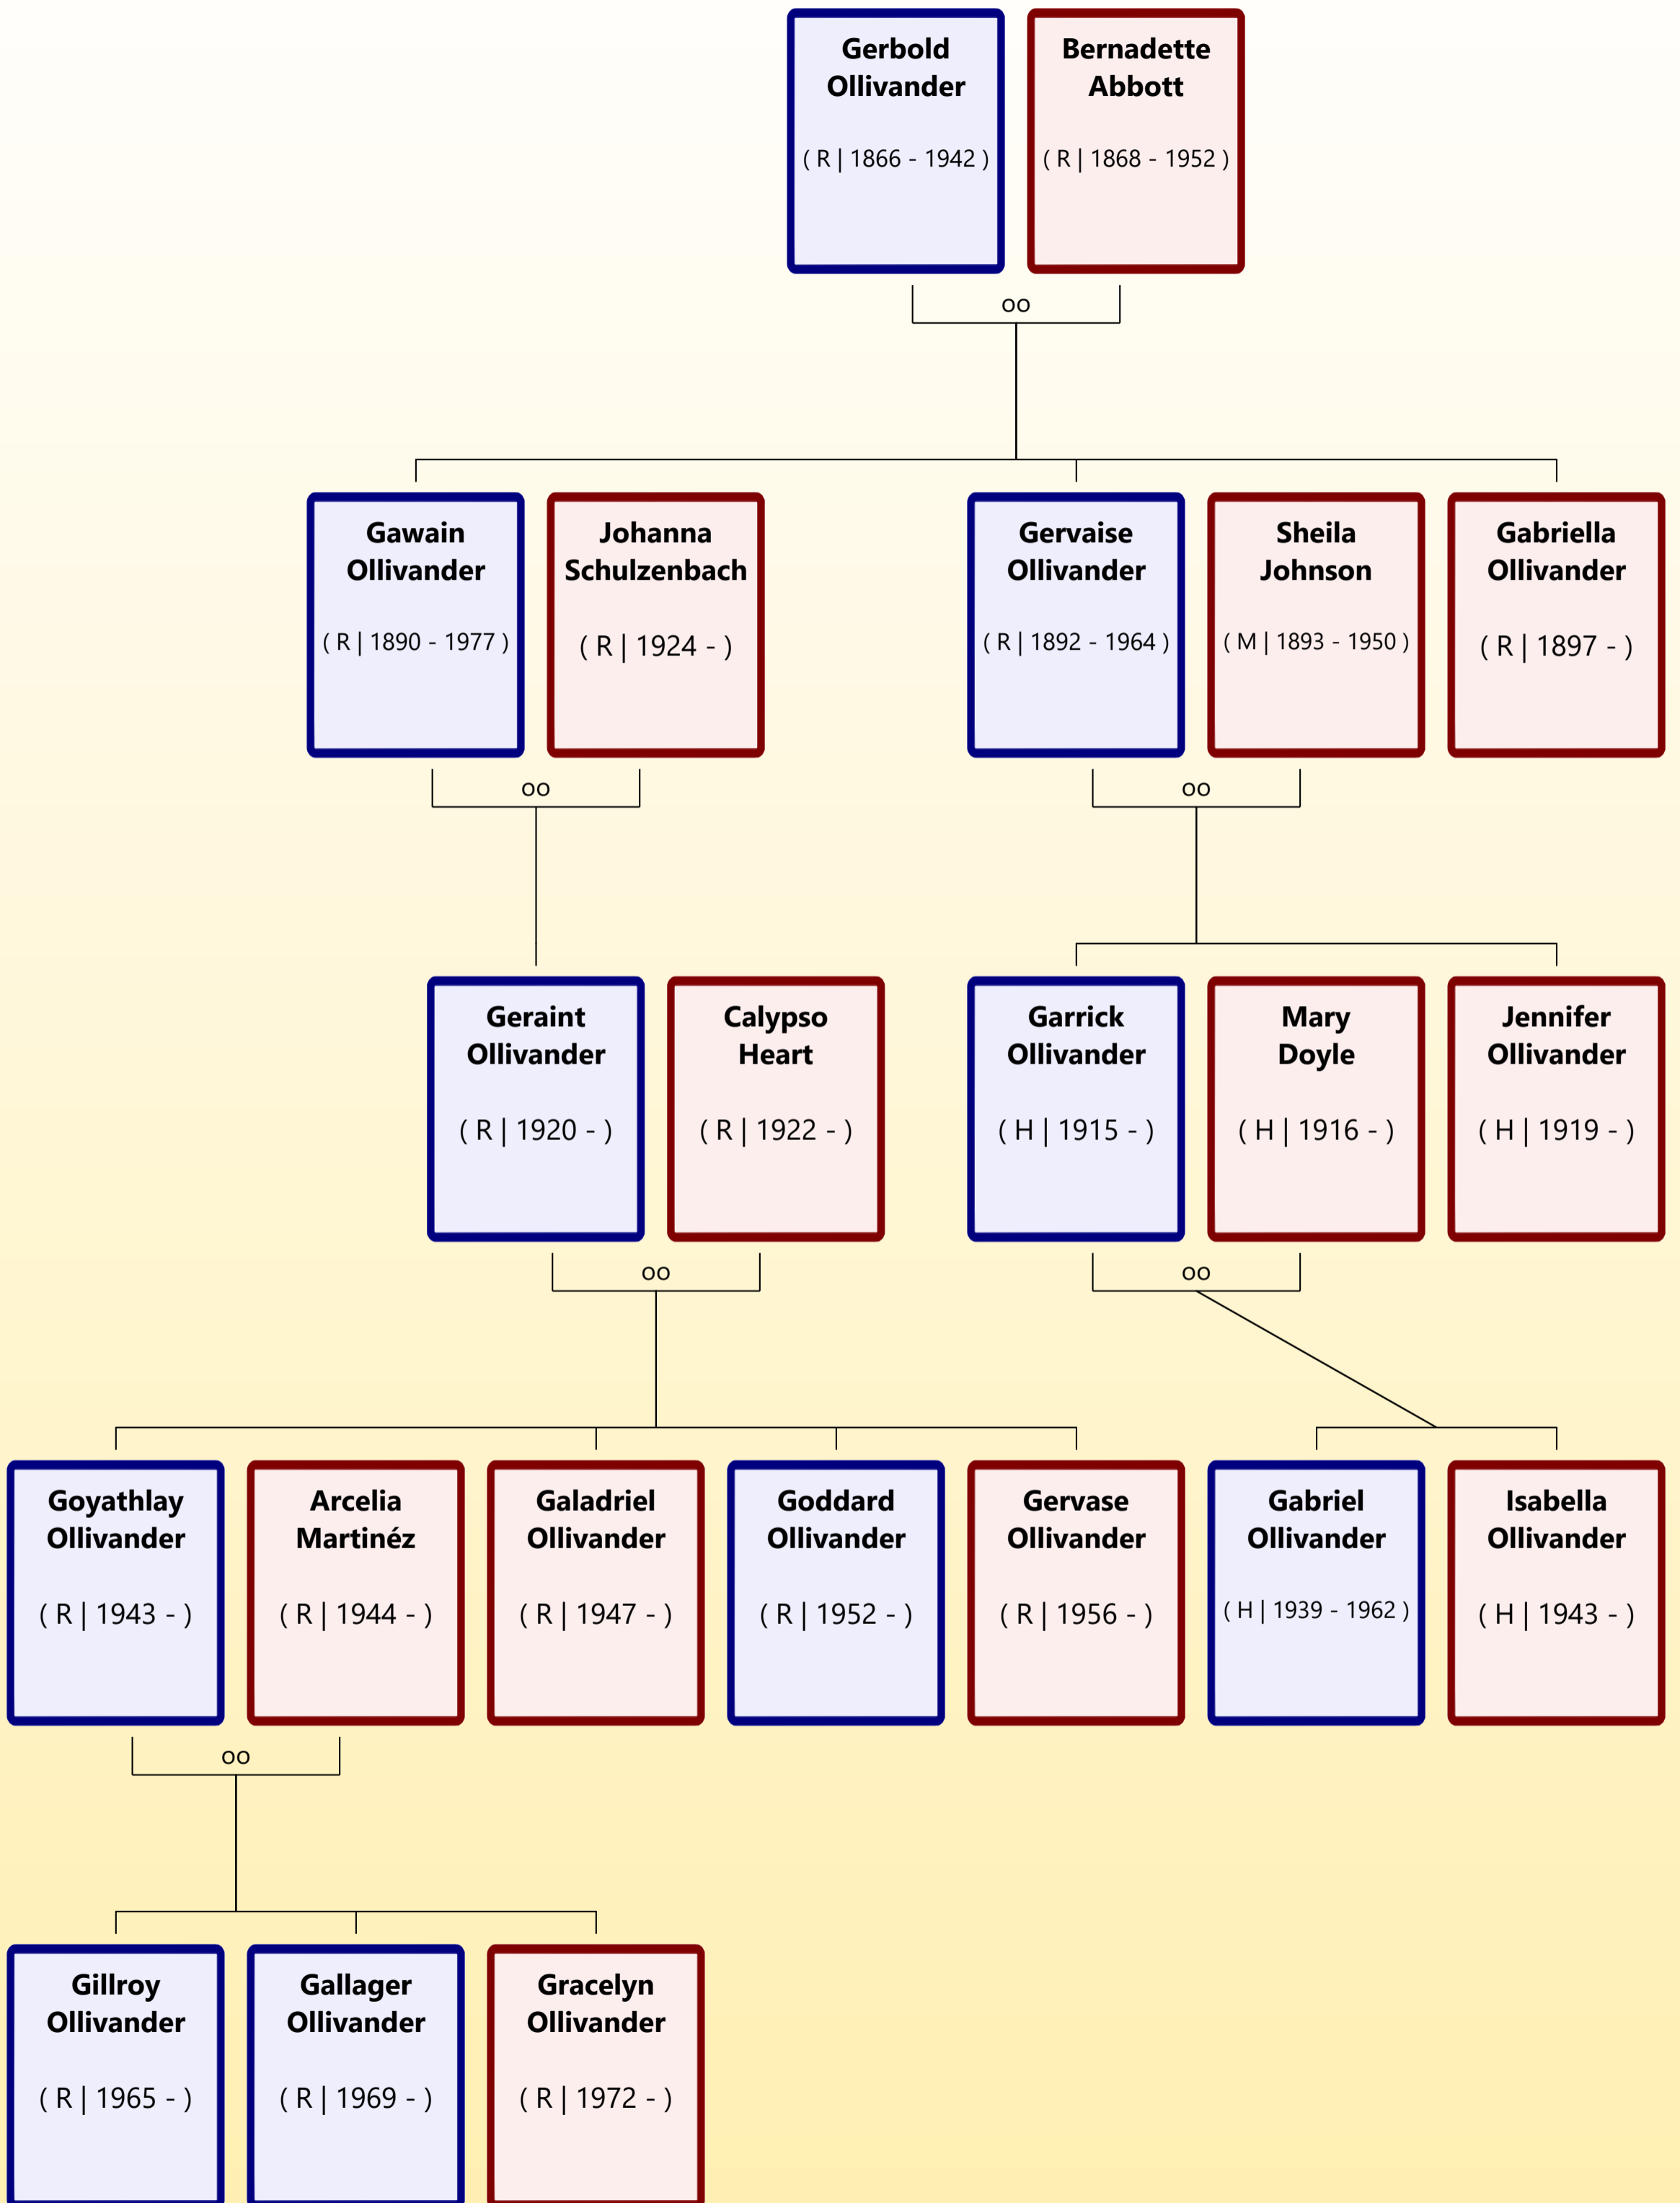 Gerbold
Ollivander
( R | 1866 - 1942 )
Bernadette
Abbott
( R | 1868 - 1952 )
oo
Gawain
Ollivander
( R | 1890 - 1977 )
Johanna
Schulzenbach
( R | 1924 - )
Gervaise
Ollivander
( R | 1892 - 1964 )
Sheila
Johnson
( M | 1893 - 1950 )
Gabriella
Ollivander
( R | 1897 - )
oo
oo
Geraint
Ollivander
( R | 1920 - )
Calypso
Heart
( R | 1922 - )
Garrick
Ollivander
( H | 1915 - )
Mary
Doyle
( H | 1916 - )
Jennifer
Ollivander
( H | 1919 - )
oo
oo
Goyathlay
Ollivander
( R | 1943 - )
Arcelia
Martinéz
( R | 1944 - )
Galadriel
Ollivander
( R | 1947 - )
Goddard
Ollivander
( R | 1952 - )
Gervase
Ollivander
( R | 1956 - )
Gabriel
Ollivander
( H | 1939 - 1962 )
Isabella
Ollivander
( H | 1943 - )
oo
Gillroy
Ollivander
( R | 1965 - )
Gallager
Ollivander
( R | 1969 - )
Gracelyn
Ollivander
( R | 1972 - )